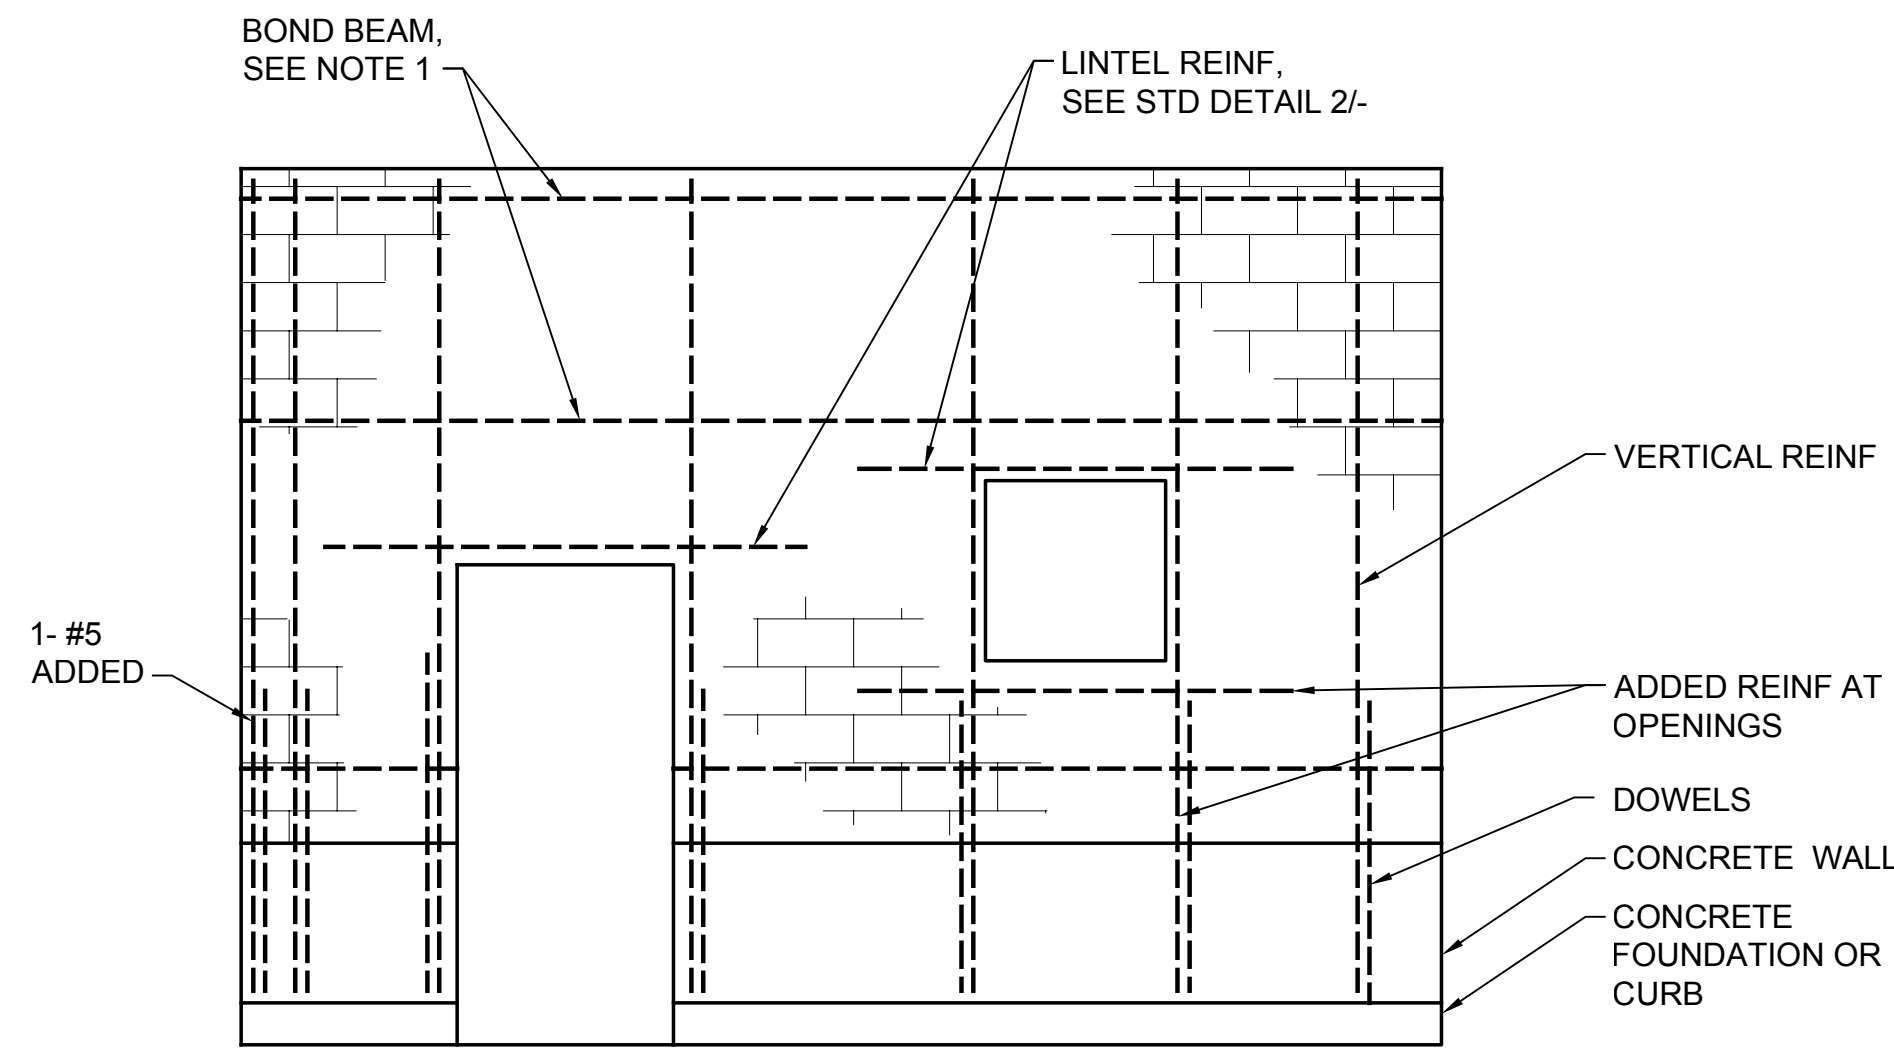 BOND BEAM,
SEE NOTE 1
LINTEL REINF,
SEE STD DETAIL 2/-
VERTICAL REINF
1- #5
ADDED
ADDED REINF AT
OPENINGS
DOWELS
CONCRETE WALL
CONCRETE
FOUNDATION OR
CURB